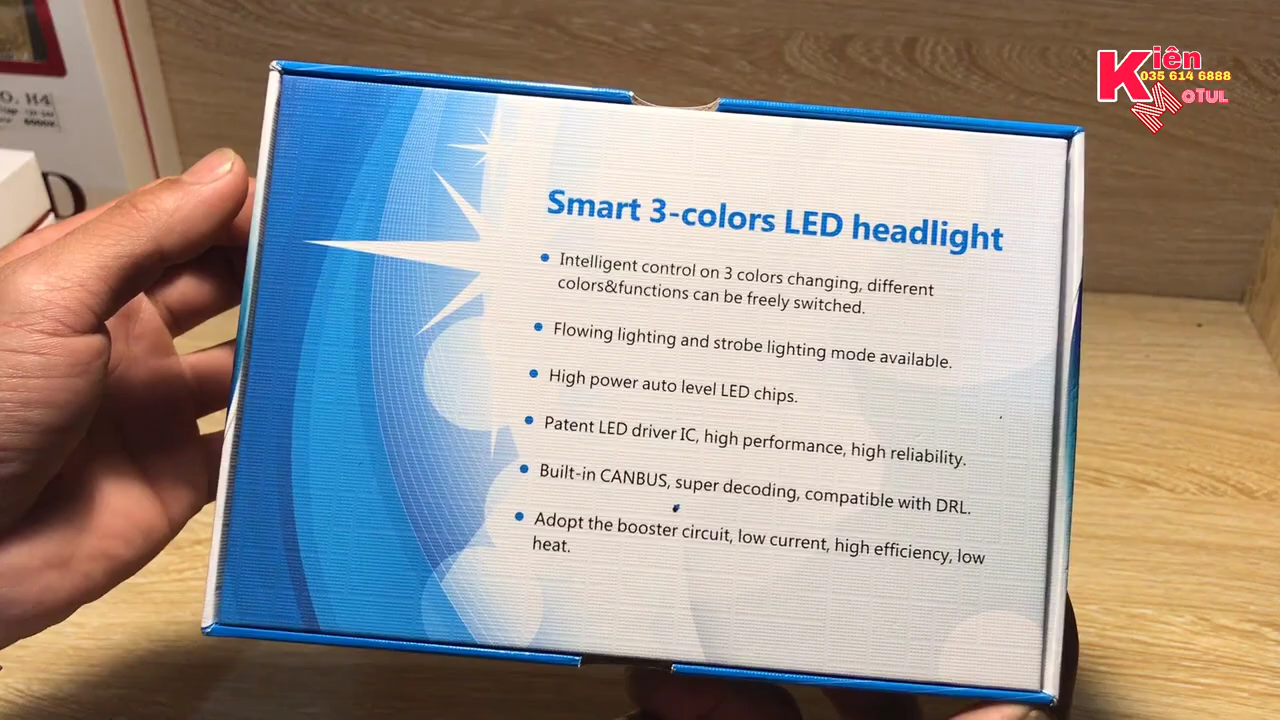 Kiên
035 614 6888
MOTUL
O, H4
6000K
Smart 3-colors LED headlight
Intelligent control on 3 colors changing, different
colors&functions can be freely switched.
Flowing lighting and strobe lighting mode available.
High power auto level LED chips.
Patent LED driver IC, high performance, high reliability.
Built-in CANBUS, super decoding, compatible with DRL.
Adopt the booster circuit, low current, high efficiency, low
heat.